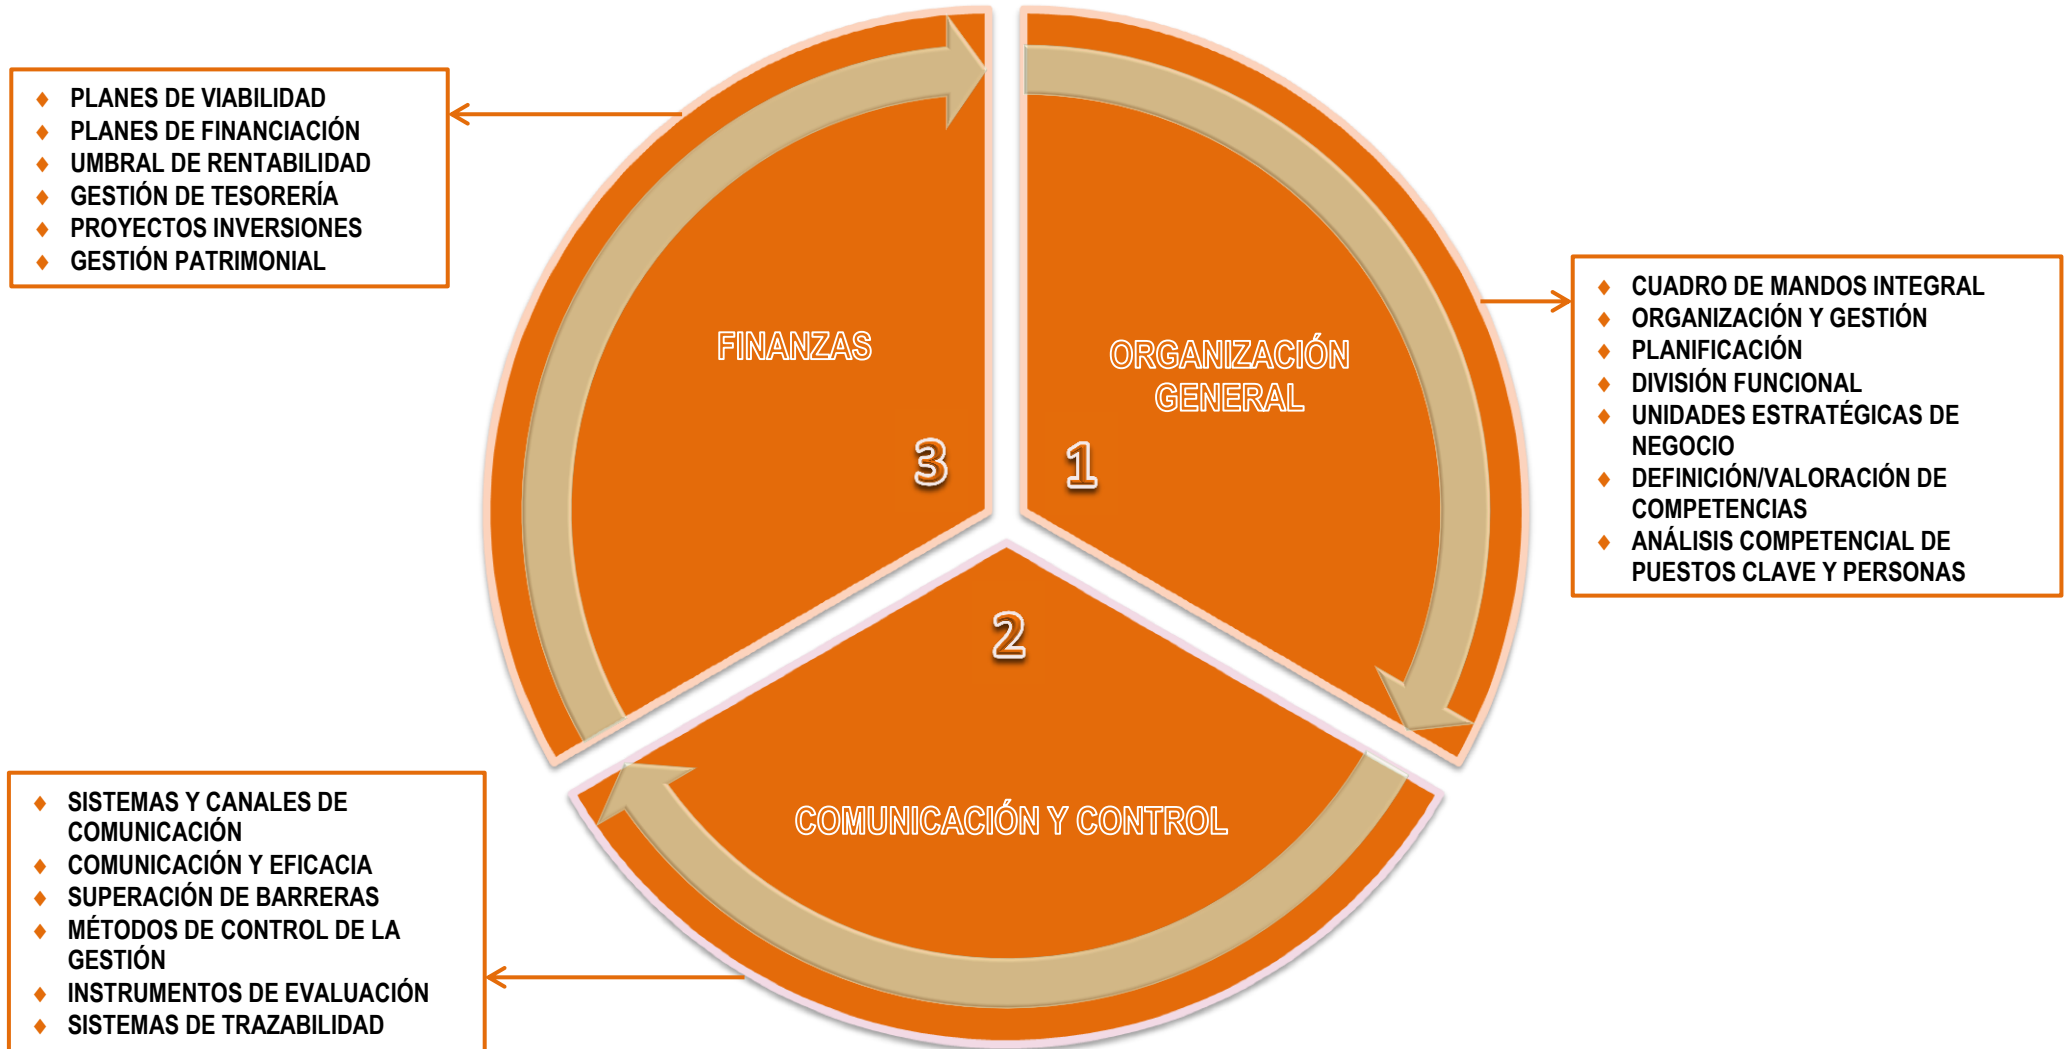 ♦ PLANES DE VIABILIDAD
♦ PLANES DE FINANCIACIÓN
♦ UMBRAL DE RENTABILIDAD
♦ GESTIÓN DE TESORERÍA
♦ PROYECTOS INVERSIONES
♦ GESTIÓN PATRIMONIAL
FINANZAS
3
ORGANIZACIÓN
GENERAL
1
♦ CUADRO DE MANDOS INTEGRAL
♦ ORGANIZACIÓN Y GESTIÓN
♦ PLANIFICACIÓN
♦ DIVISIÓN FUNCIONAL
♦ UNIDADES ESTRATÉGICAS DE
NEGOCIO
♦ DEFINICIÓN/VALORACIÓN DE
COMPETENCIAS
♦ ANÁLISIS COMPETENCIAL DE
PUESTOS CLAVE Y PERSONAS
2
COMUNICACIÓN Y CONTROL
♦ SISTEMAS Y CANALES DE
COMUNICACIÓN
♦ COMUNICACIÓN Y EFICACIA
♦ SUPERACIÓN DE BARRERAS
♦ MÉTODOS DE CONTROL DE LA
GESTIÓN
♦ INSTRUMENTOS DE EVALUACIÓN
♦ SISTEMAS DE TRAZABILIDAD